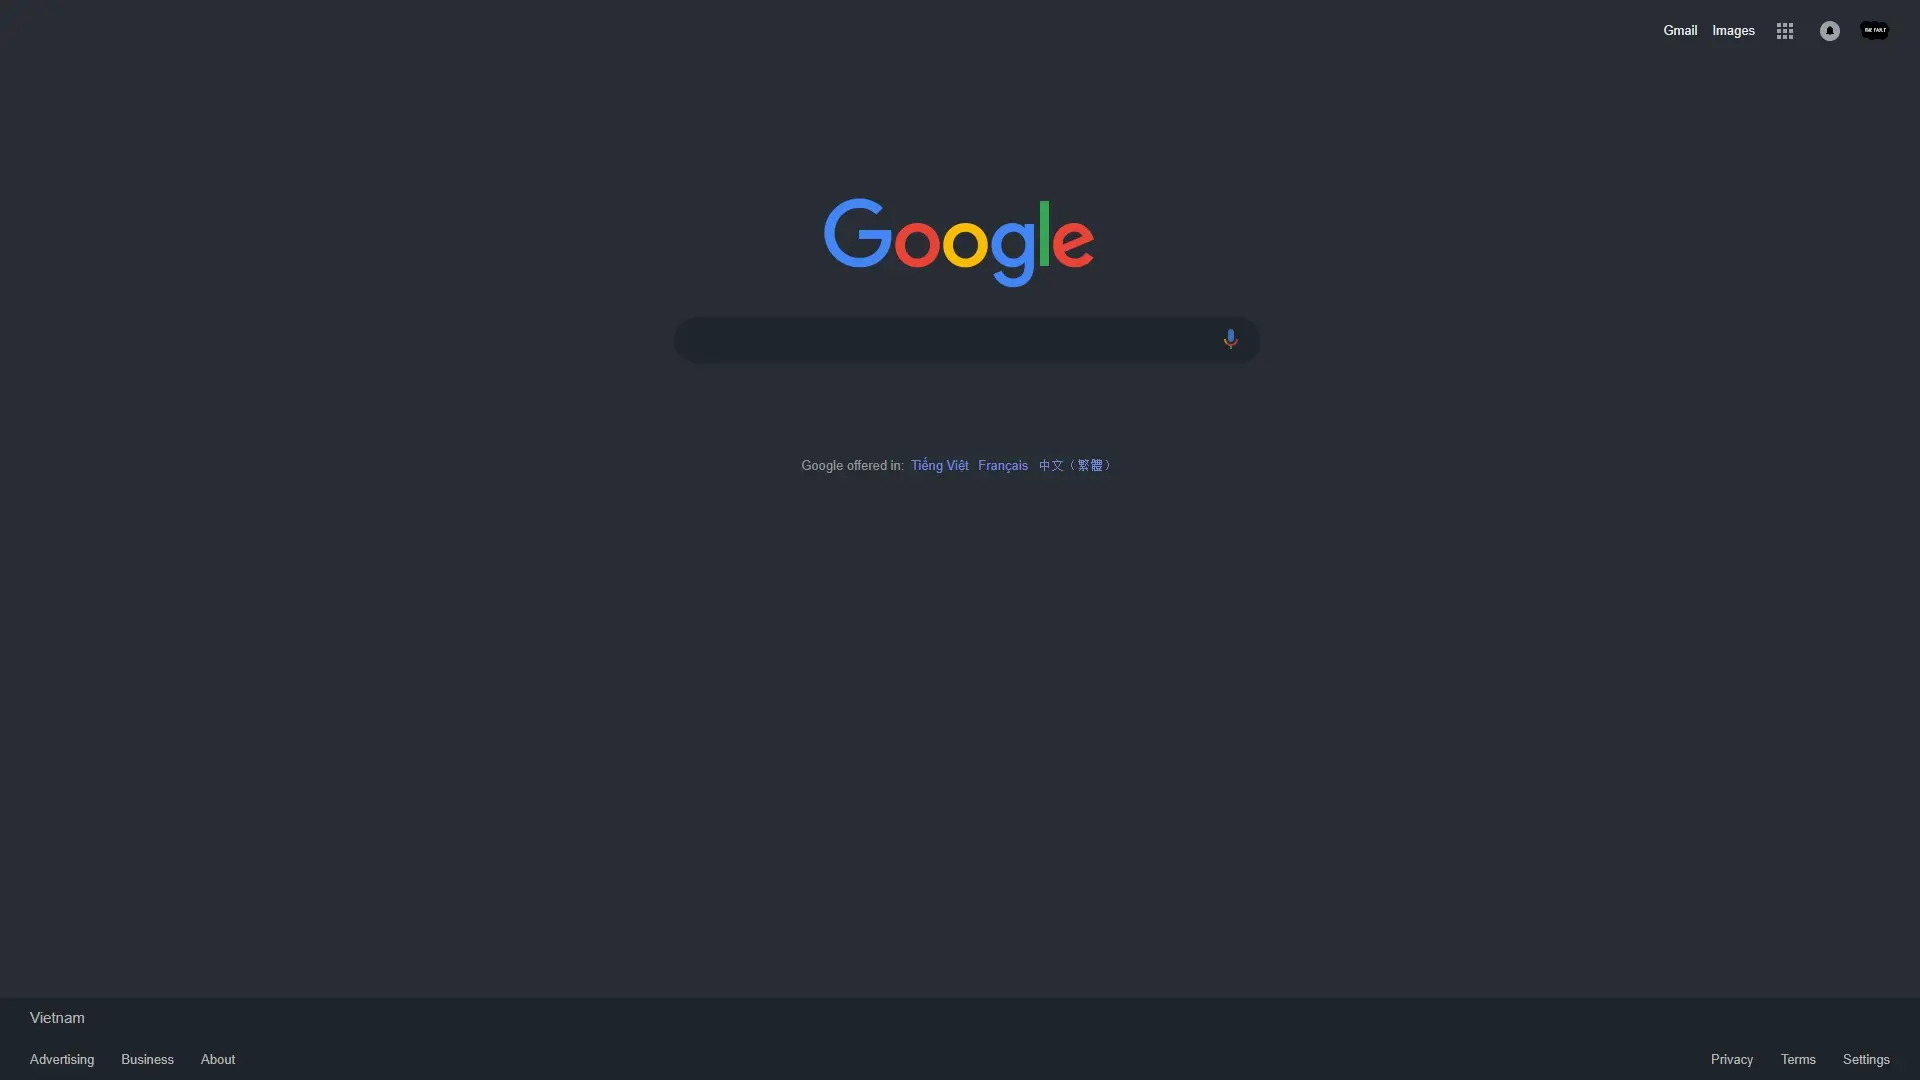 Gmail Images
Google
Google offered in: Tiếng Việt Français 中文（繁體）
Vietnam
Advertising Business About
Privacy Terms Settings